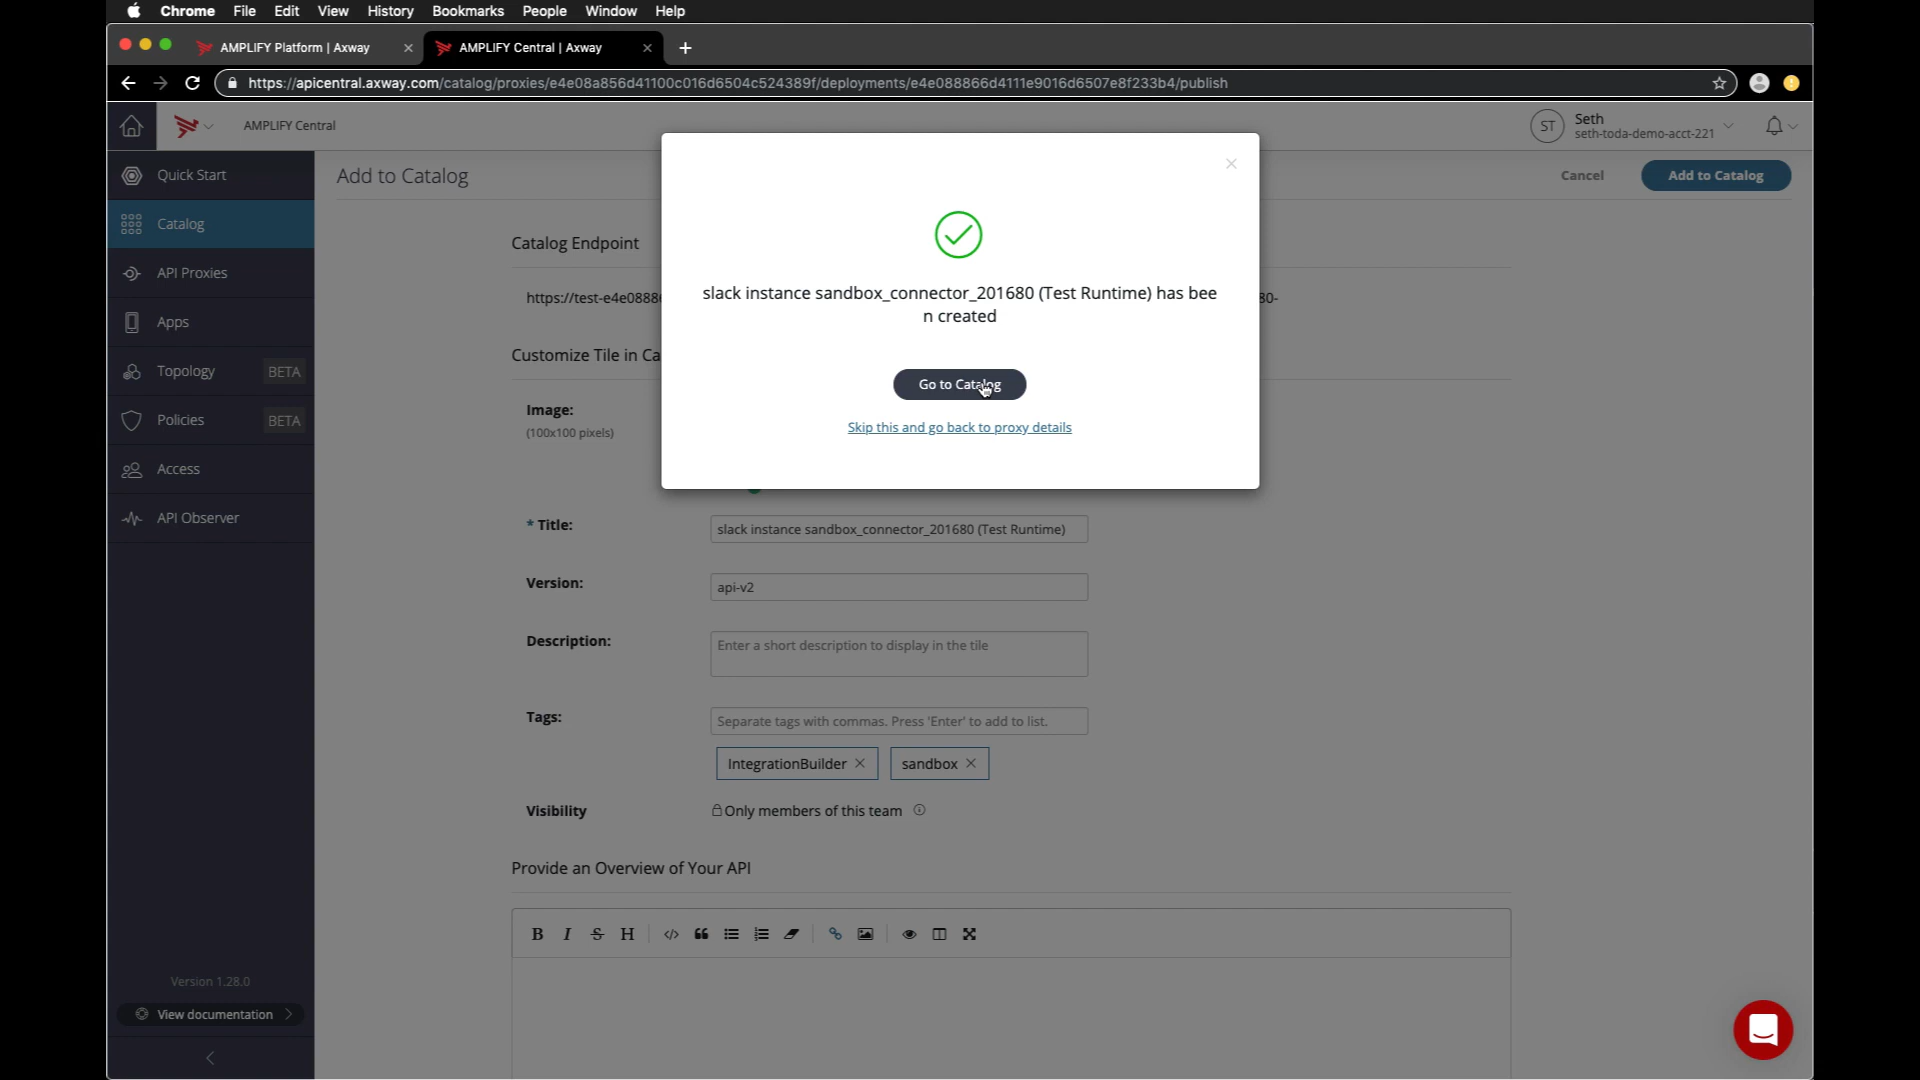 Chrome File Edit View History Bookmarks People Window Help
AMPLIFY Platform | Axway
AMPLIFY Central | Axway
https://apicentral.axway.com/catalog/proxies/e4e08a856d41100c016d6504c524389f/deployments/e4e088866d4111e9016d6507e8f233b4/publish
AMPLIFY Central
ST
Seth
seth-toda-demo-acct-221
Quick Start
Catalog
API Proxies
Apps
Topology BETA
Policies BETA
Access
API Observer
Version 1.28.0
View documentation
Add to Catalog
Cancel
Add to Catalog
Catalog Endpoint
https://test-e4e0888
80-
Customize Tile in Ca
Image:
(100x100 pixels)
slack instance sandbox_connector_201680 (Test Runtime) has bee
n created
Go to Catalog
Skip this and go back to proxy details
* Title:
slack instance sandbox_connector_201680 (Test Runtime)
Version:
api-v2
Description:
Enter a short description to display in the tile
Tags:
Separate tags with commas. Press 'Enter' to add to list.
IntegrationBuilder
sandbox
Visibility
Only members of this team
Provide an Overview of Your API
B I S H